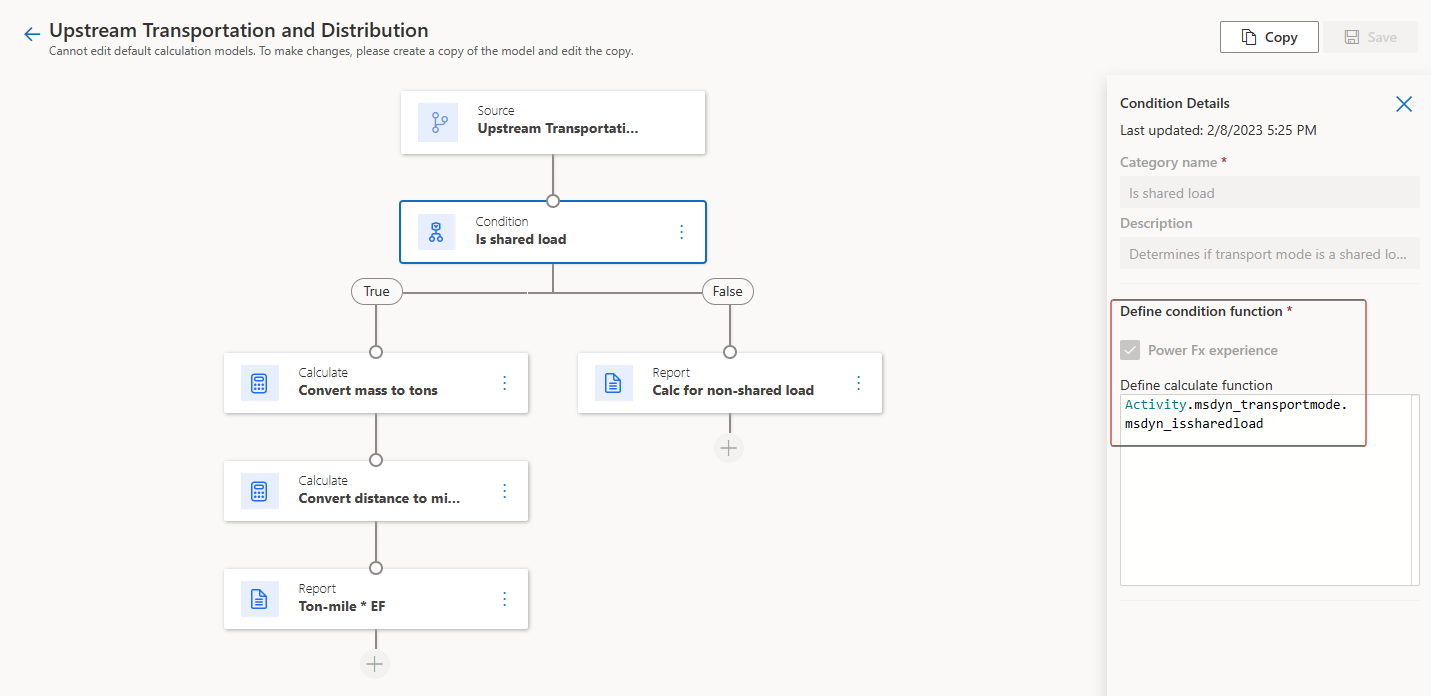 Upstream Transportation and Distribution
Cannot edit default calculation models. To make changes, please create a copy of the model and edit the copy.
Copy
Save
Source
Upstream Transportati...
Condition
Is shared load
True
False
Calculate
Convert mass to tons
Report
Calc for non-shared load
Calculate
Convert distance to mi...
Report
Ton-mile * EF
Condition Details
Last updated: 2/8/2023 5:25 PM
Category name *
Is shared load
Description
Determines if transport mode is a shared lo...
Define condition function *
Power Fx experience
Define calculate function
Activity.msdyn_transportmode.
msdyn_issharedload